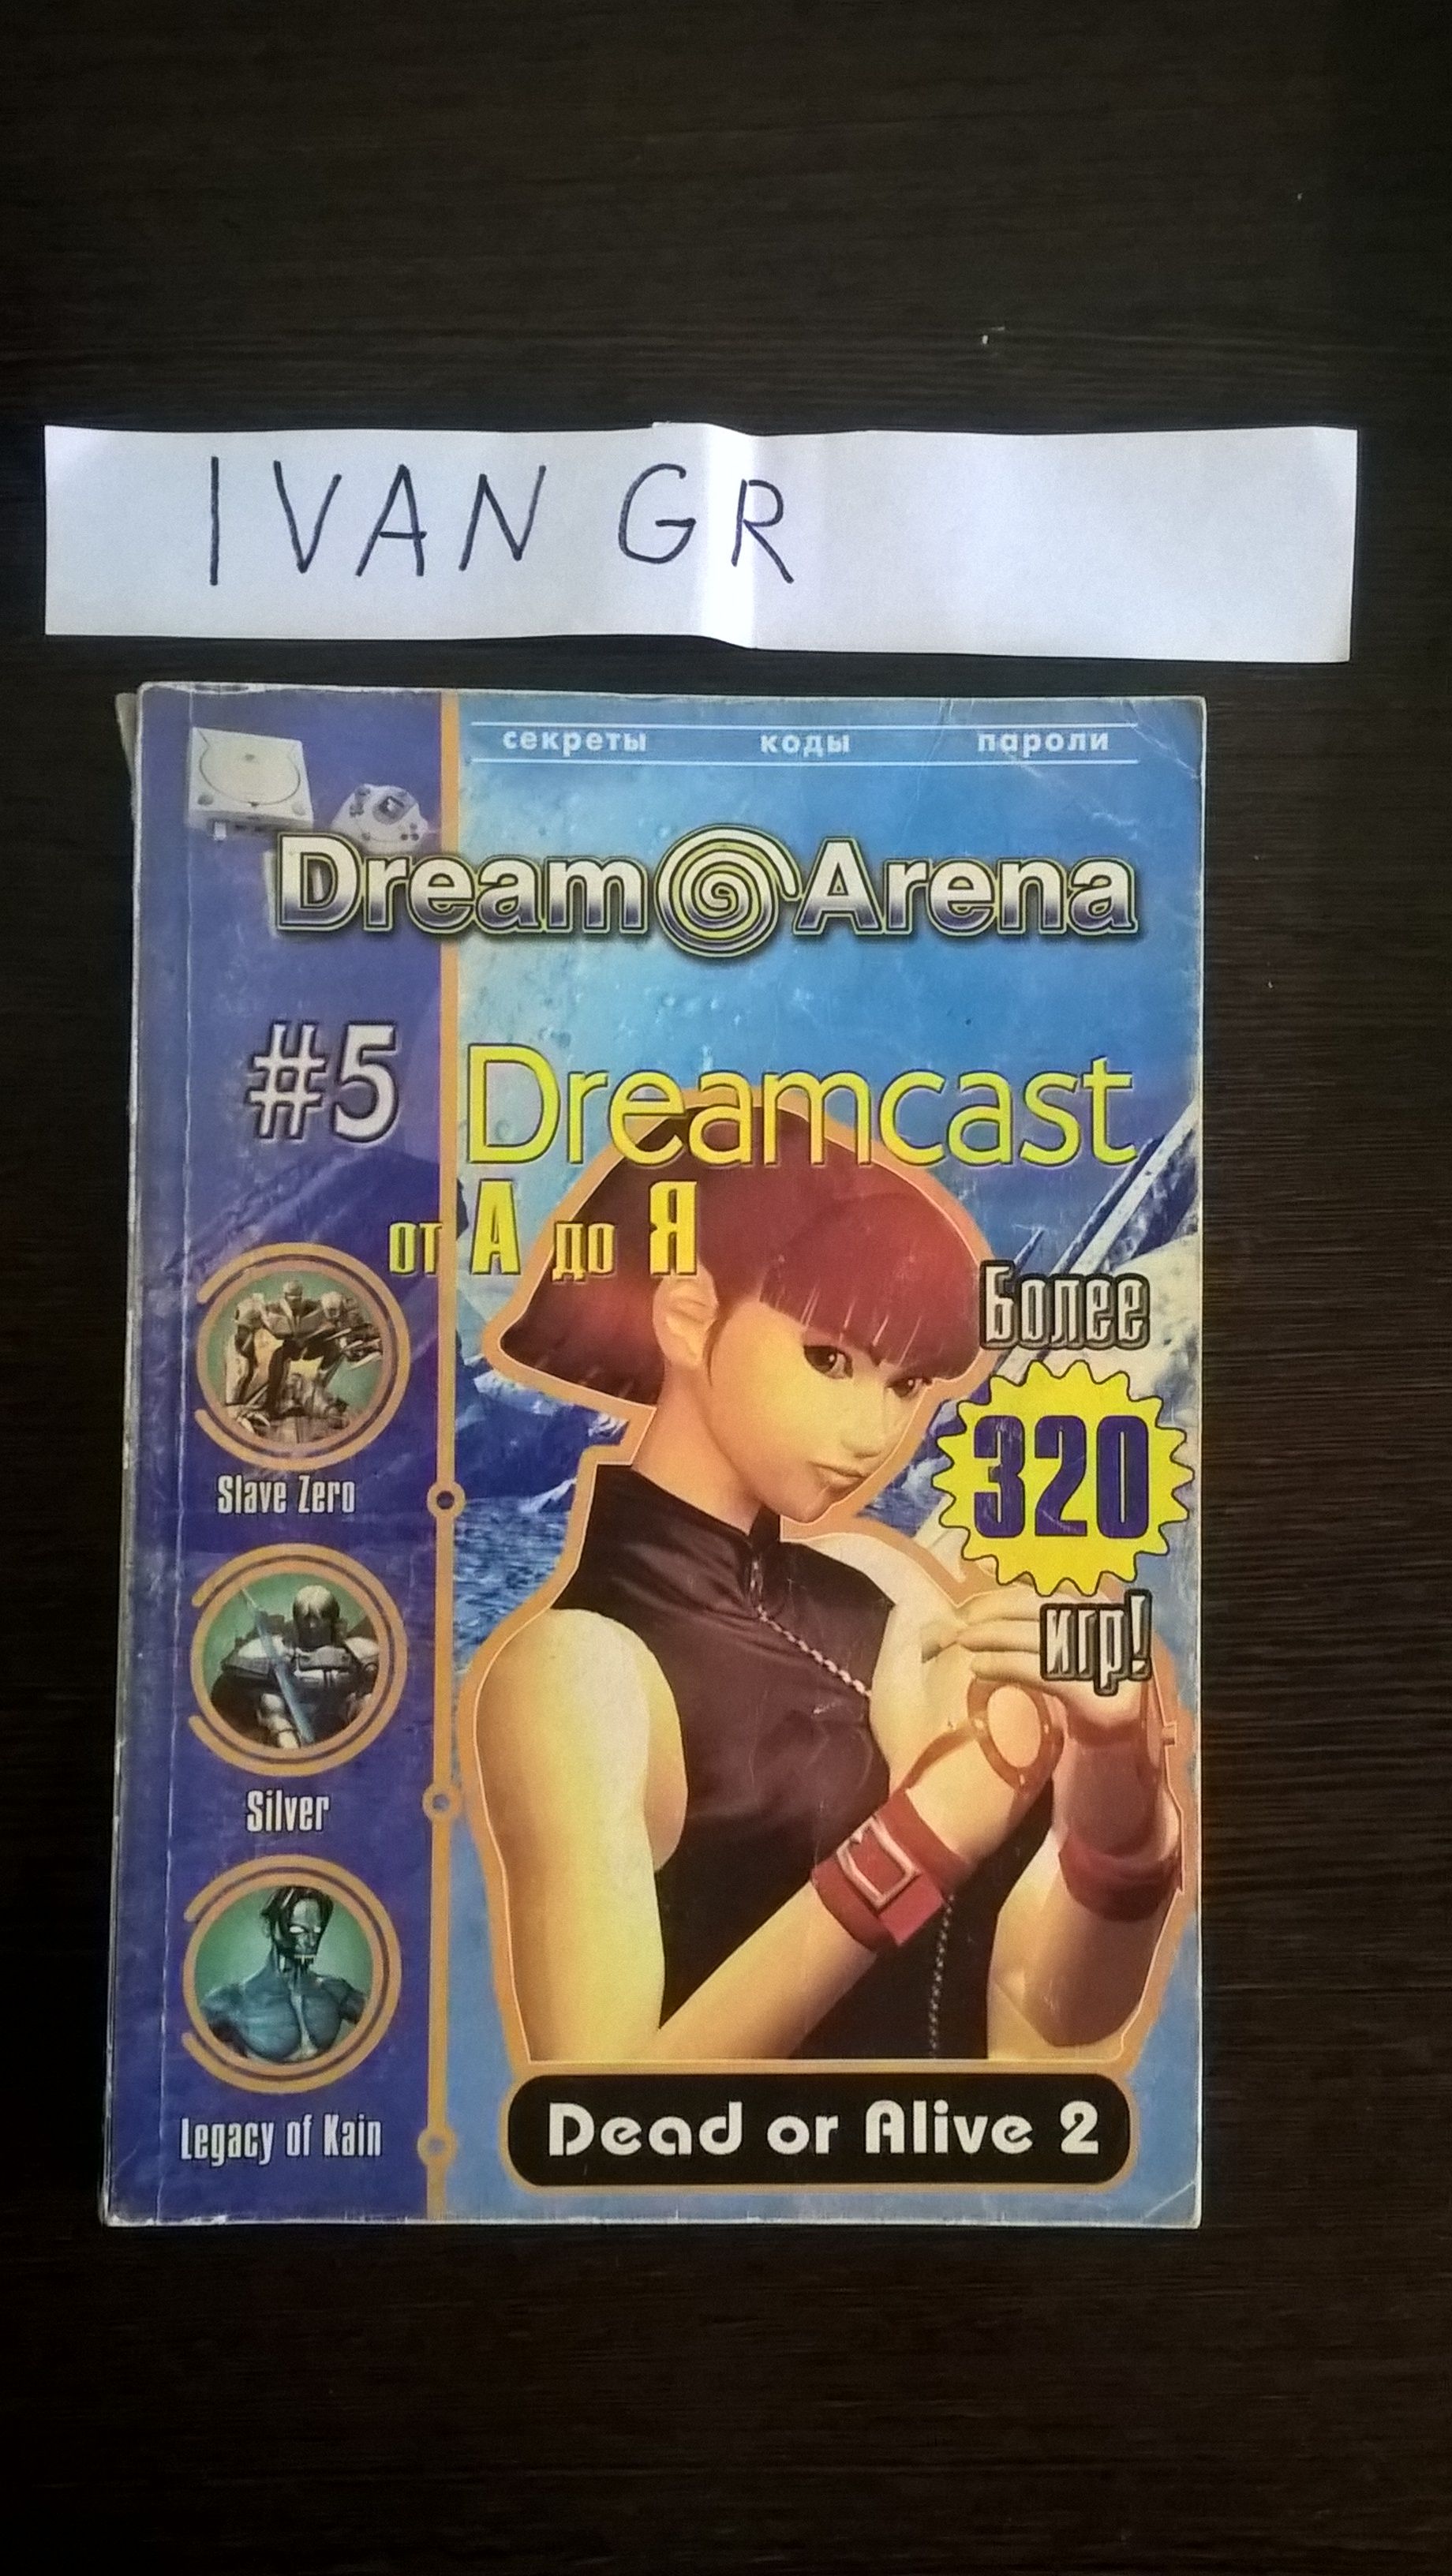 IVAN GR
секреты коды пароли
Dream Arena
#5 Dreamcast
от А до Я
Более
320
игр!
Slave Zero
Silver
Legacy of Kain
Dead or Alive 2